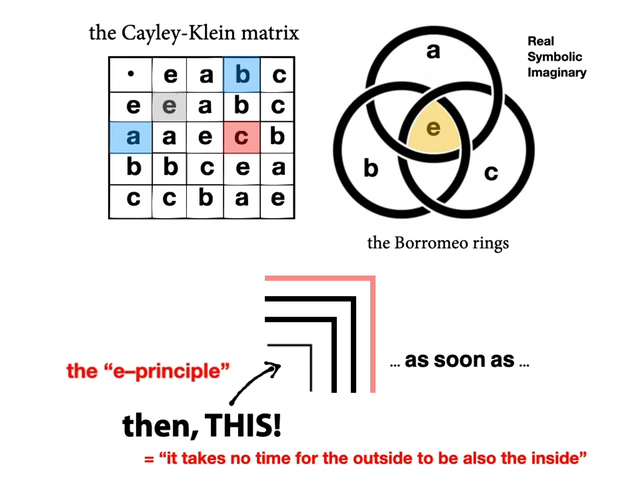 the Cayley-Klein matrix
· e a b c
e e a b c
a a e c b
b b c e a
c c b a e
a
e
b
c
Real
Symbolic
Imaginary
the Borromeo rings
... as soon as ...
the “e–principle”
then, THIS!
= “it takes no time for the outside to be also the inside”